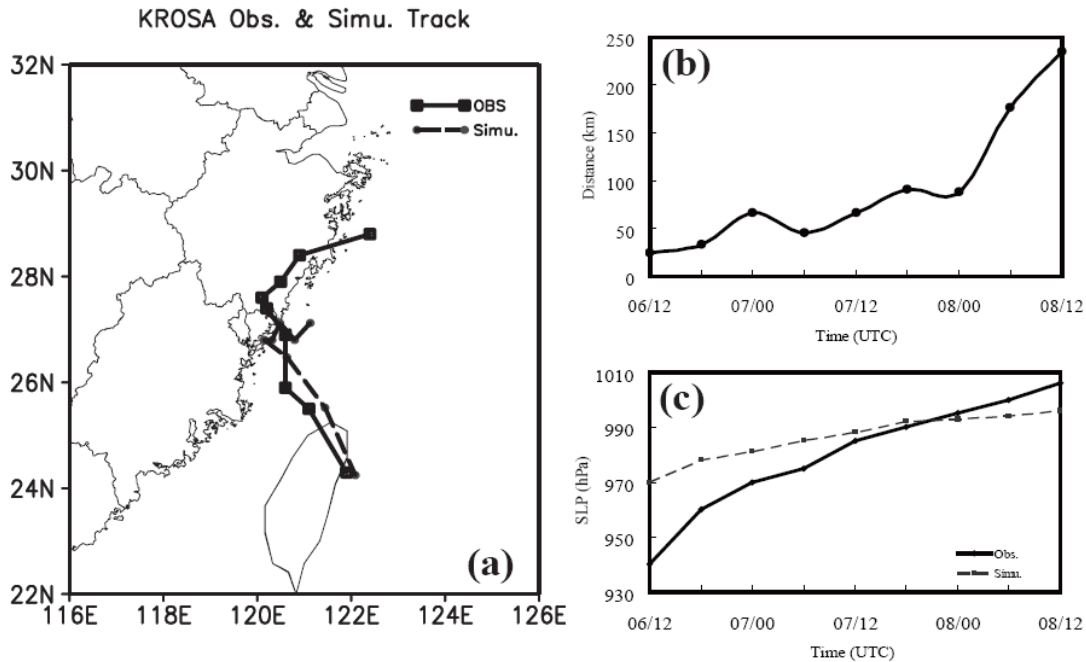 KROSA Obs. & Simu. Track
32N
30N
28N
26N
24N
22N
116E 118E 120E 122E 124E 126E
OBS
Simu.
(a)
(b)
Distance (km)
250
200
150
100
50
0
06/12 07/00 07/12 08/00 08/12
Time (UTC)
(c)
SLP (hPa)
1010
990
970
950
930
Obs.
Simu.
06/12 07/00 07/12 08/00 08/12
Time (UTC)